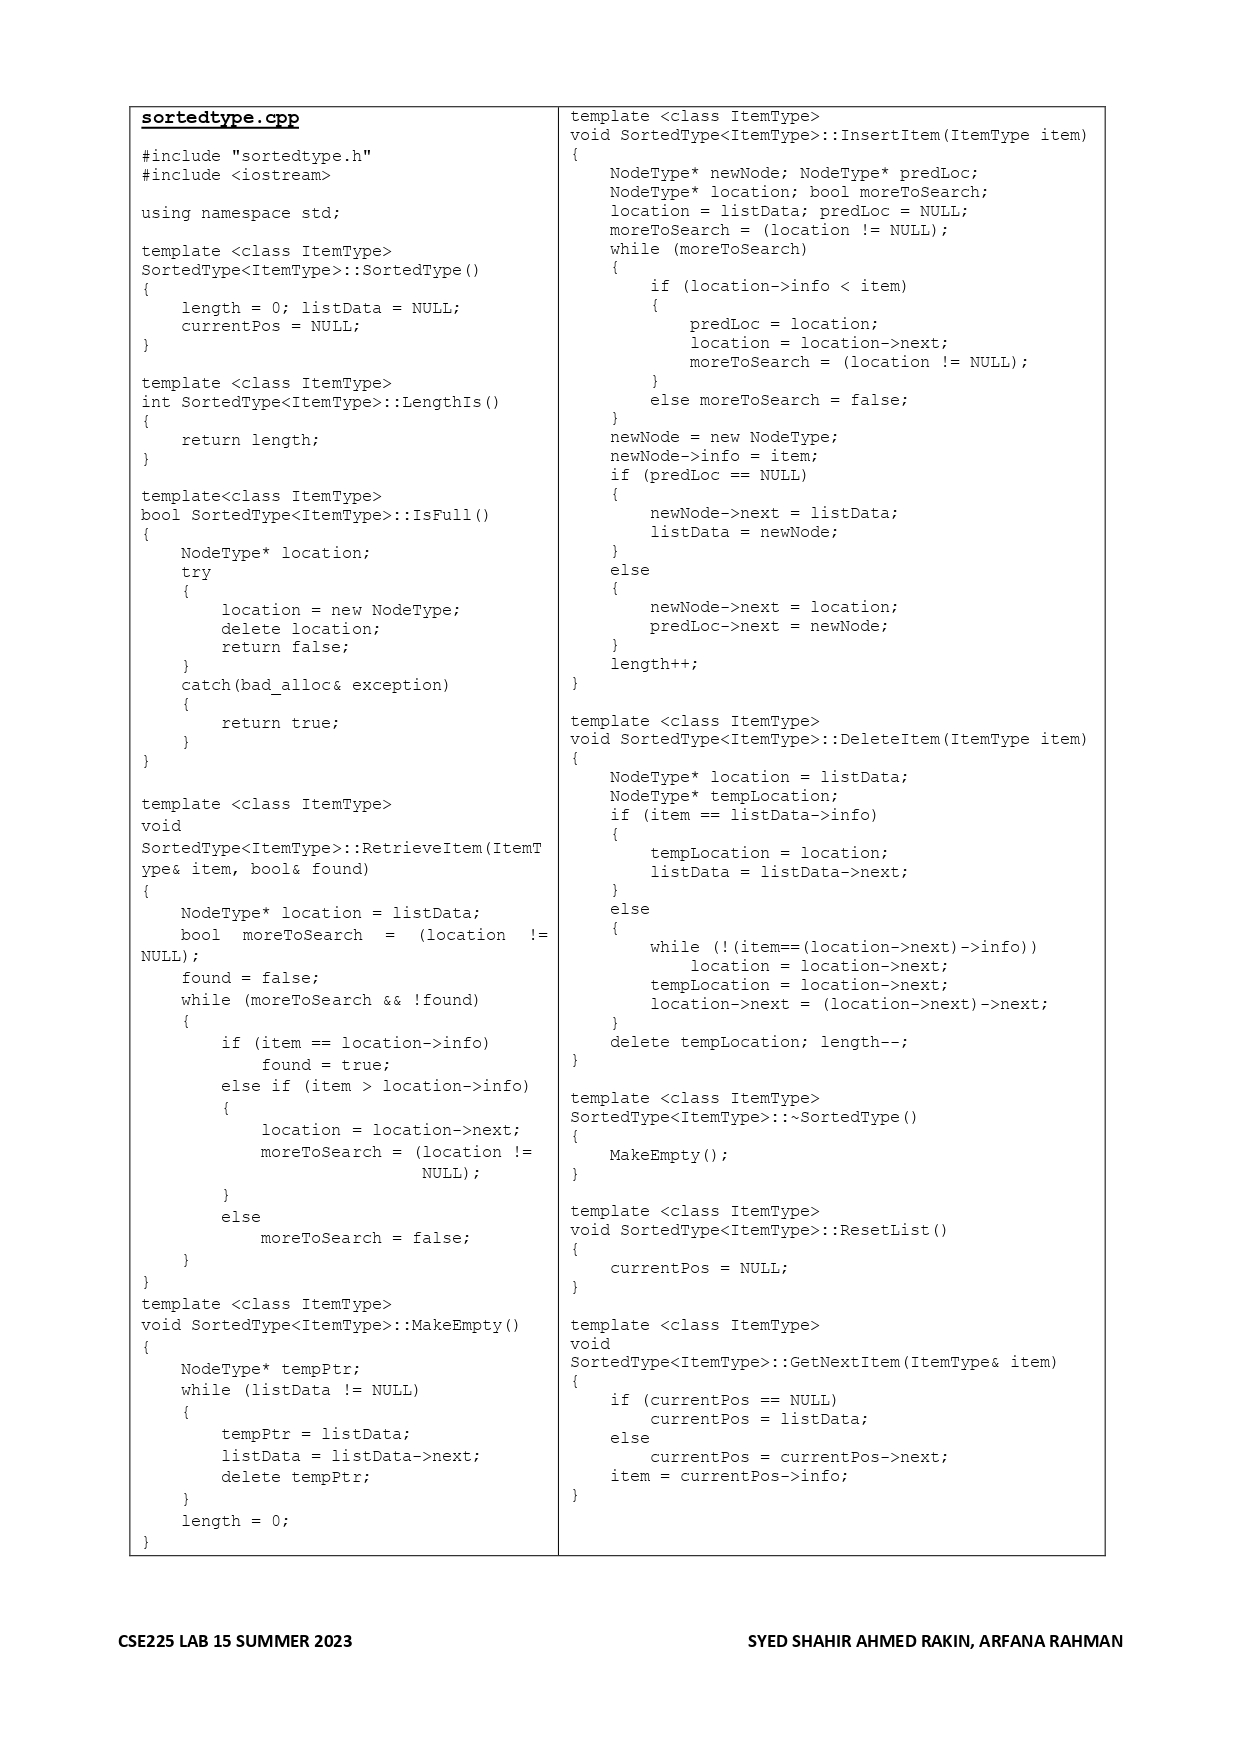 sortedtype.cpp
#include "sortedtype.h"
#include <iostream>
using namespace std;
template <class ItemType>
SortedType<ItemType>::SortedType()
{
    length = 0; listData = NULL;
    currentPos = NULL;
}
template <class ItemType>
int SortedType<ItemType>::LengthIs()
{
    return length;
}
template<class ItemType>
bool SortedType<ItemType>::IsFull()
{
    NodeType* location;
    try
    {
        location = new NodeType;
        delete location;
        return false;
    }
    catch(bad_alloc& exception)
    {
        return true;
    }
}
template <class ItemType>
void
SortedType<ItemType>::RetrieveItem(ItemT
ype& item, bool& found)
{
    NodeType* location = listData;
    bool moreToSearch = (location !=
NULL);
    found = false;
    while (moreToSearch && !found)
    {
        if (item == location->info)
            found = true;
        else if (item > location->info)
        {
            location = location->next;
            moreToSearch = (location !=
                            NULL);
        }
        else
            moreToSearch = false;
    }
}
template <class ItemType>
void SortedType<ItemType>::MakeEmpty()
{
    NodeType* tempPtr;
    while (listData != NULL)
    {
        tempPtr = listData;
        listData = listData->next;
        delete tempPtr;
    }
    length = 0;
}
template <class ItemType>
void SortedType<ItemType>::InsertItem(ItemType item)
{
    NodeType* newNode; NodeType* predLoc;
    NodeType* location; bool moreToSearch;
    location = listData; predLoc = NULL;
    moreToSearch = (location != NULL);
    while (moreToSearch)
    {
        if (location->info < item)
        {
            predLoc = location;
            location = location->next;
            moreToSearch = (location != NULL);
        }
        else moreToSearch = false;
    }
    newNode = new NodeType;
    newNode->info = item;
    if (predLoc == NULL)
    {
        newNode->next = listData;
        listData = newNode;
    }
    else
    {
        newNode->next = location;
        predLoc->next = newNode;
    }
    length++;
}
template <class ItemType>
void SortedType<ItemType>::DeleteItem(ItemType item)
{
    NodeType* location = listData;
    NodeType* tempLocation;
    if (item == listData->info)
    {
        tempLocation = location;
        listData = listData->next;
    }
    else
    {
        while (!(item==(location->next)->info))
            location = location->next;
        tempLocation = location->next;
        location->next = (location->next)->next;
    }
    delete tempLocation; length--;
}
template <class ItemType>
SortedType<ItemType>::~SortedType()
{
    MakeEmpty();
}
template <class ItemType>
void SortedType<ItemType>::ResetList()
{
    currentPos = NULL;
}
template <class ItemType>
void
SortedType<ItemType>::GetNextItem(ItemType& item)
{
    if (currentPos == NULL)
        currentPos = listData;
    else
        currentPos = currentPos->next;
    item = currentPos->info;
}
CSE225 LAB 15 SUMMER 2023
SYED SHAHIR AHMED RAKIN, ARFANA RAHMAN